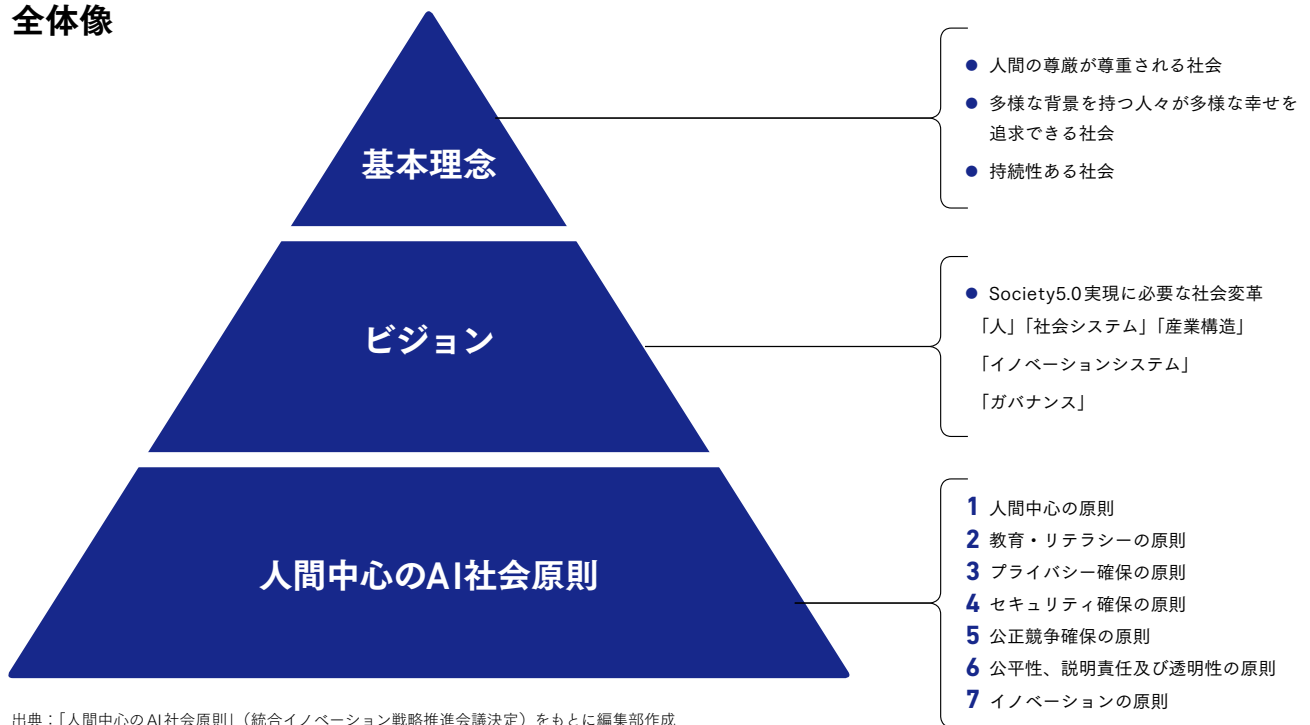 全体像
基本理念
● 人間の尊厳が尊重される社会
● 多様な背景を持つ人々が多様な幸せを
追求できる社会
● 持続性ある社会
ビジョン
● Society5.0実現に必要な社会変革
「人」「社会システム」「産業構造」
「イノベーションシステム」
「ガバナンス」
人間中心のAI社会原則
1 人間中心の原則
2 教育・リテラシーの原則
3 プライバシー確保の原則
4 セキュリティ確保の原則
5 公正競争確保の原則
6 公平性、説明責任及び透明性の原則
7 イノベーションの原則
出典：「人間中心のAI社会原則」（統合イノベーション戦略推進会議決定）をもとに編集部作成